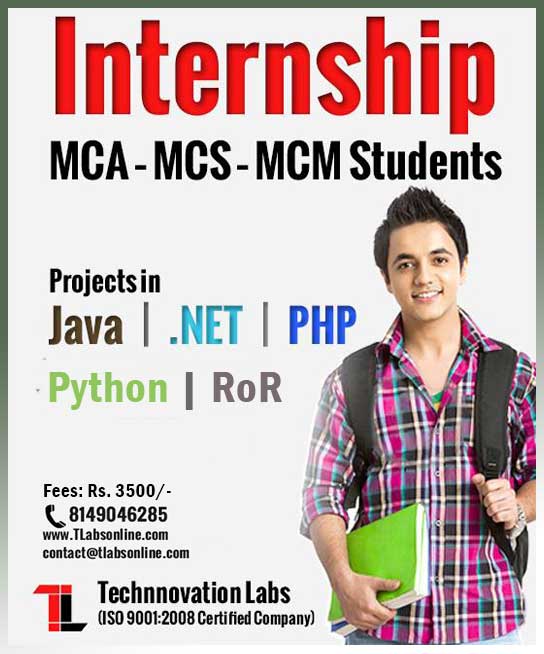 Internship
MCA - MCS - MCM Students
Projects in
Java | .NET | PHP
Python | RoR
Fees: Rs. 3500/-
8149046285
www.TLabsonline.com
contact@tlabsonline.com
TL
Technnovation Labs
(ISO 9001:2008 Certified Company)